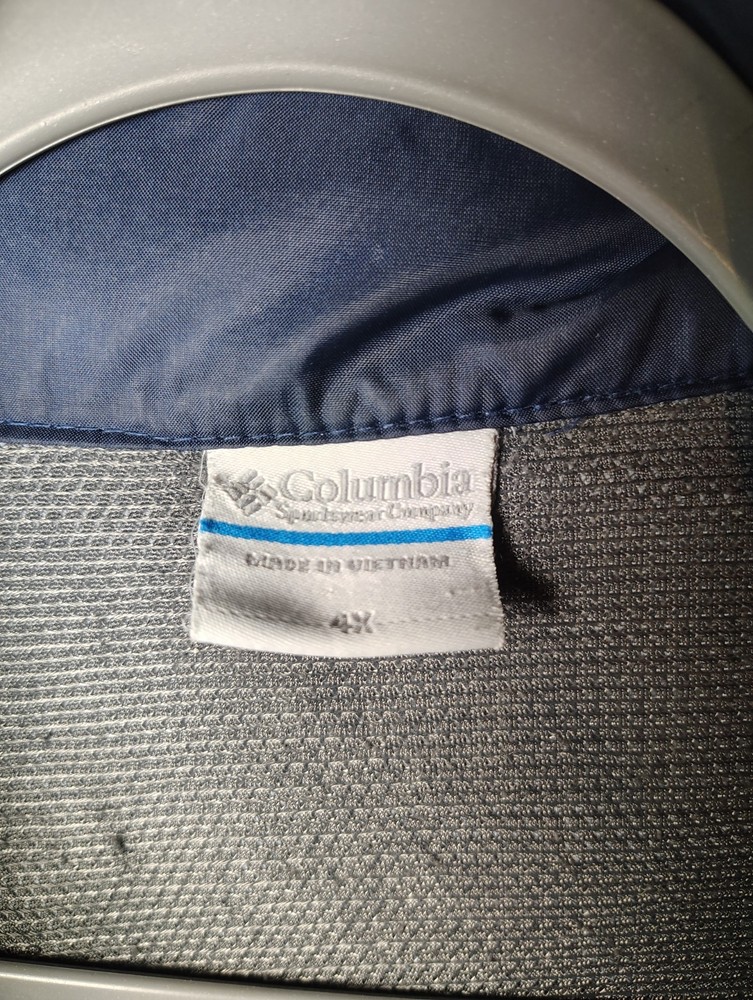 Columbia
Sportswear Company
MADE IN VIETNAM
4X